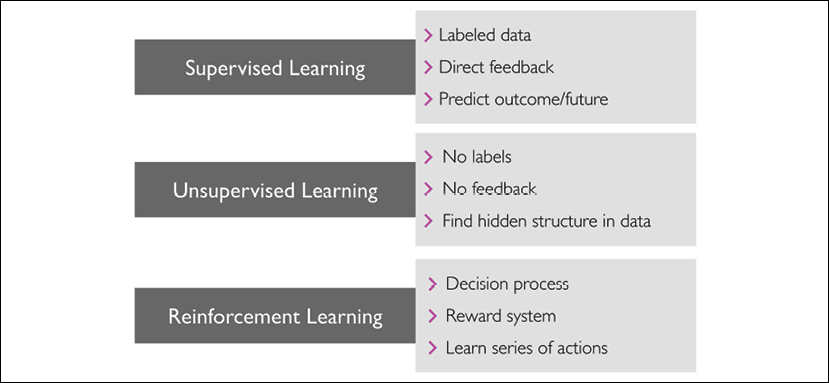 Supervised Learning
Labeled data
Direct feedback
Predict outcome/future
Unsupervised Learning
No labels
No feedback
Find hidden structure in data
Reinforcement Learning
Decision process
Reward system
Learn series of actions